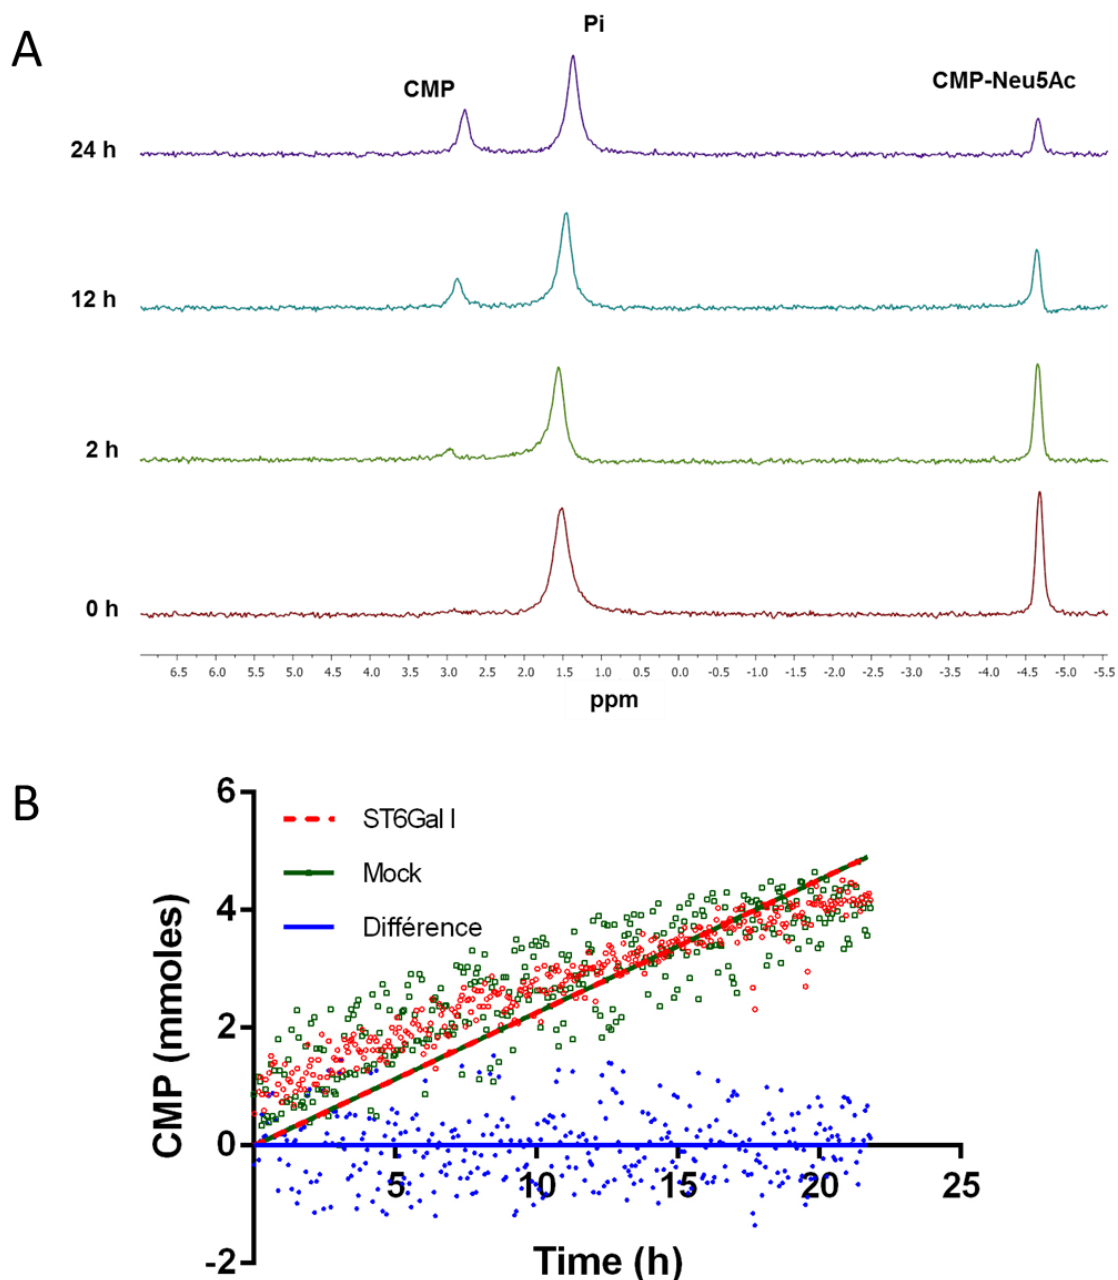 A
Pi
CMP
CMP-Neu5Ac
24 h
12 h
2 h
0 h
6.5 6.0 5.5 5.0 4.5 4.0 3.5 3.0 2.5 2.0 1.5 1.0 0.5 0.0 -0.5 -1.0 -1.5 -2.0 -2.5 -3.0 -3.5 -4.0 -4.5 -5.0 -5.5
ppm
B
CMP (mmoles)
6
4
2
0
-2
ST6Gal I
Mock
Différence
5 10 15 20 25
Time (h)